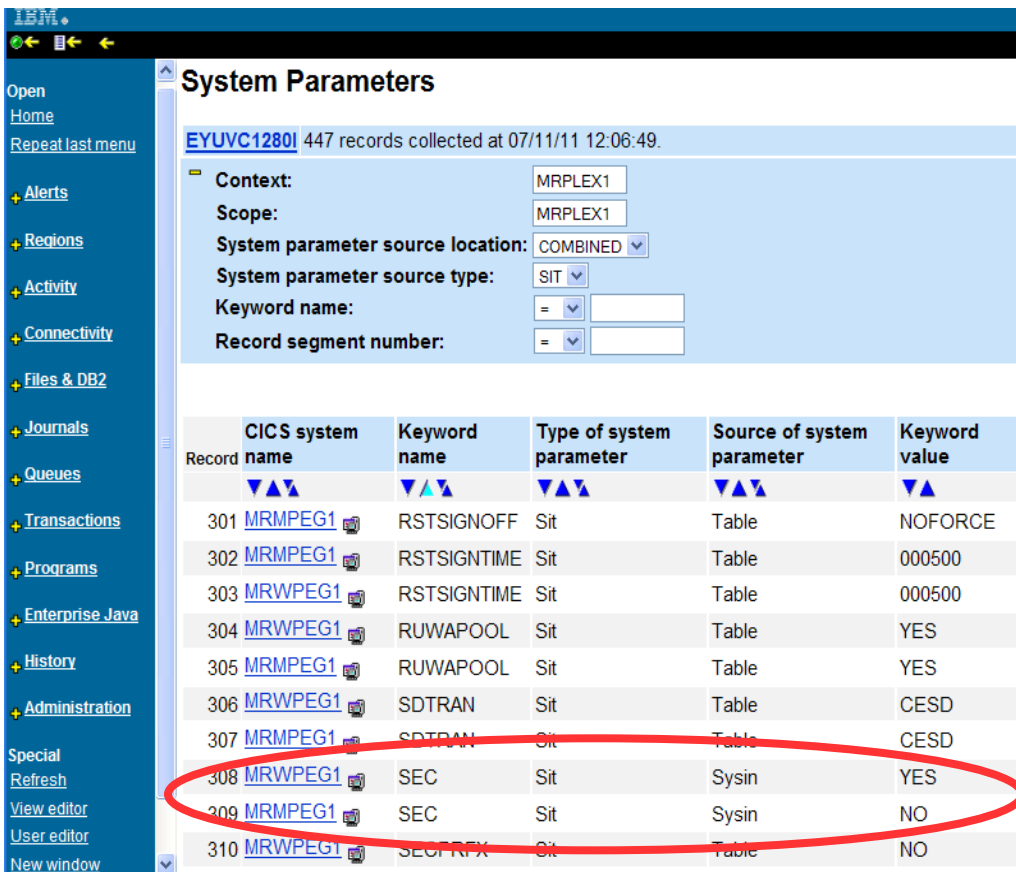 IBM.
System Parameters
EYUVC1280I 447 records collected at 07/11/11 12:06:49.
Context: MRPLEX1
Scope: MRPLEX1
System parameter source location: COMBINED
System parameter source type: SIT
Keyword name: =
Record segment number: =
Open
Home
Repeat last menu
Alerts
Regions
Activity
Connectivity
Files & DB2
Journals
Queues
Transactions
Programs
Enterprise Java
History
Administration
Special
Refresh
View editor
User editor
New window
Record CICS system name Keyword name Type of system parameter Source of system parameter Keyword value
301 MRMPEG1 RSTSIGNOFF Sit Table NOFORCE
302 MRMPEG1 RSTSIGNTIME Sit Table 000500
303 MRWPEG1 RSTSIGNTIME Sit Table 000500
304 MRWPEG1 RUWAPOOL Sit Table YES
305 MRMPEG1 RUWAPOOL Sit Table YES
306 MRWPEG1 SDTRAN Sit Table CESD
307 MRMPEG1 SDTRAN Sit Table CESD
308 MRWPEG1 SEC Sit Sysin YES
309 MRMPEG1 SEC Sit Sysin NO
310 MRWPEG1 SECPRFX Sit Table NO